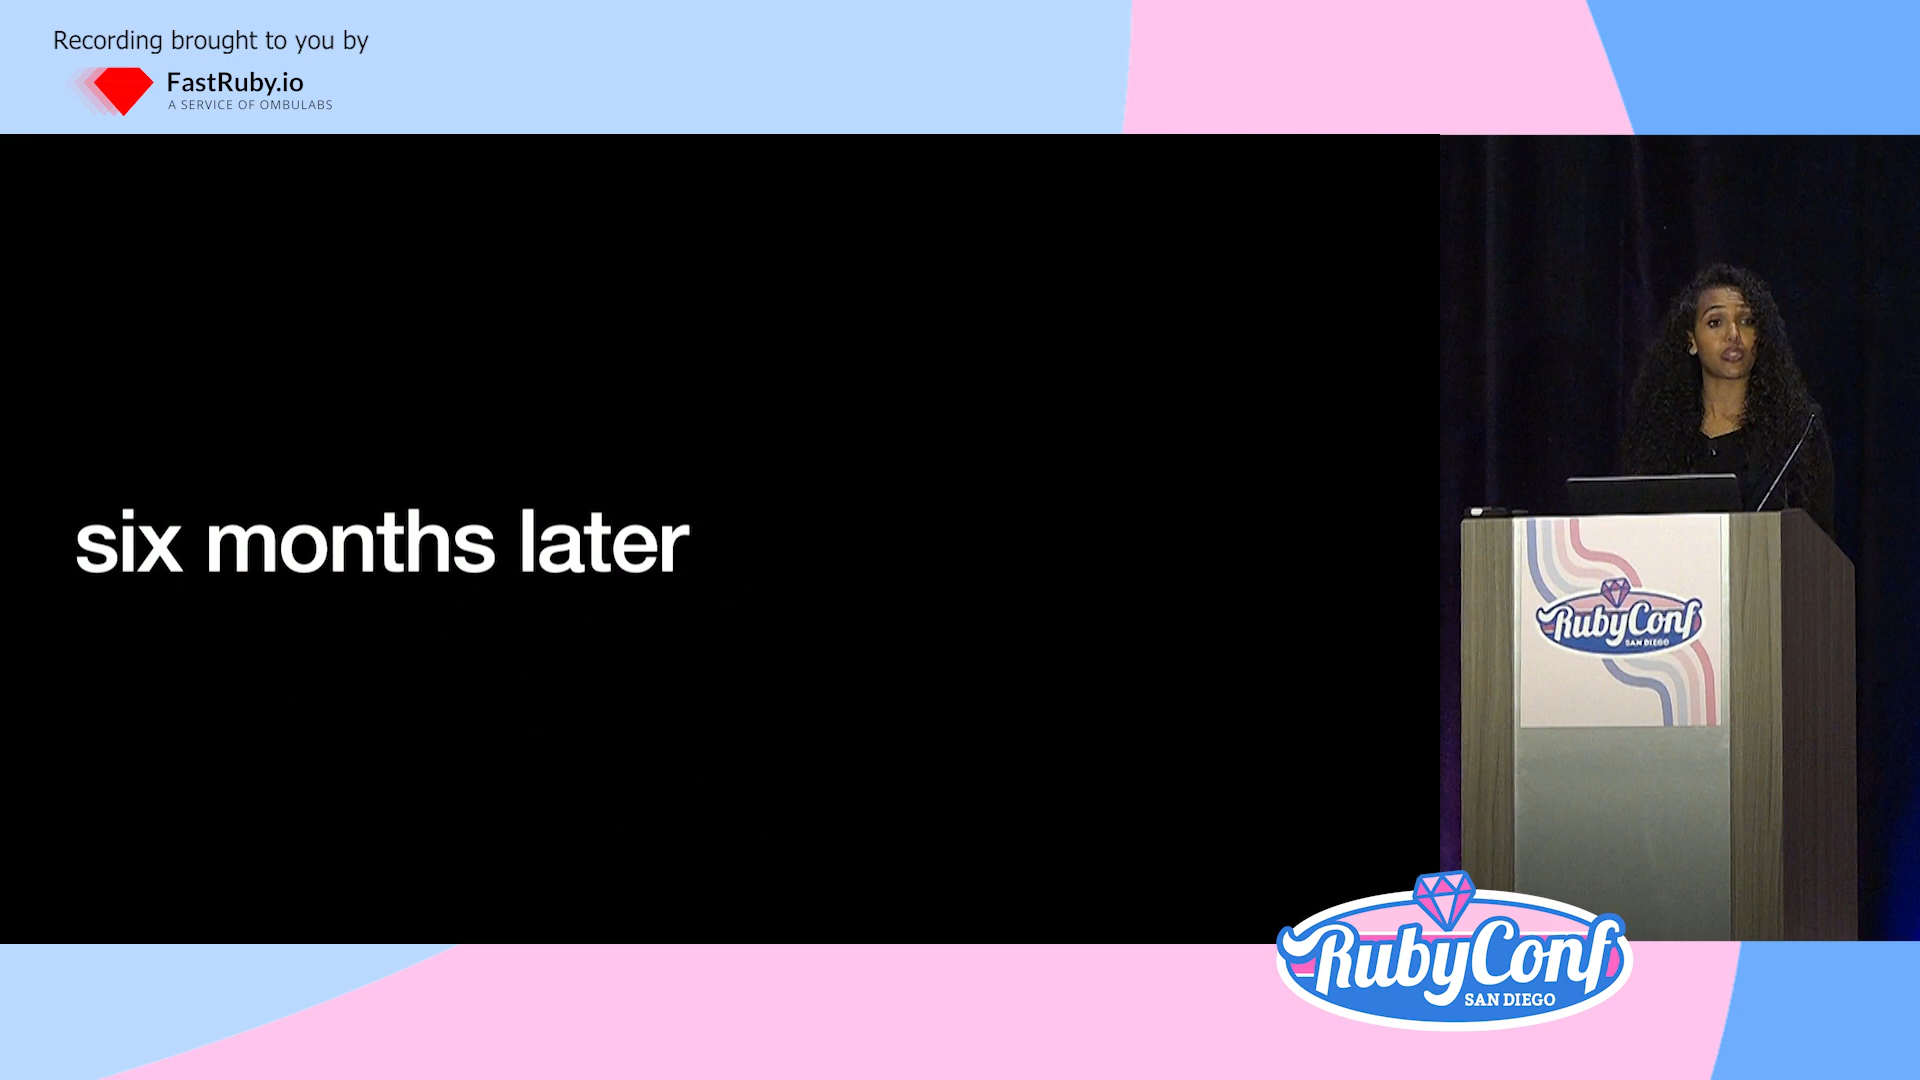 Recording brought to you by
FastRuby.io
A SERVICE OF OMBULABS
six months later
RubyConf
SAN DIEGO
RubyConf
SAN DIEGO